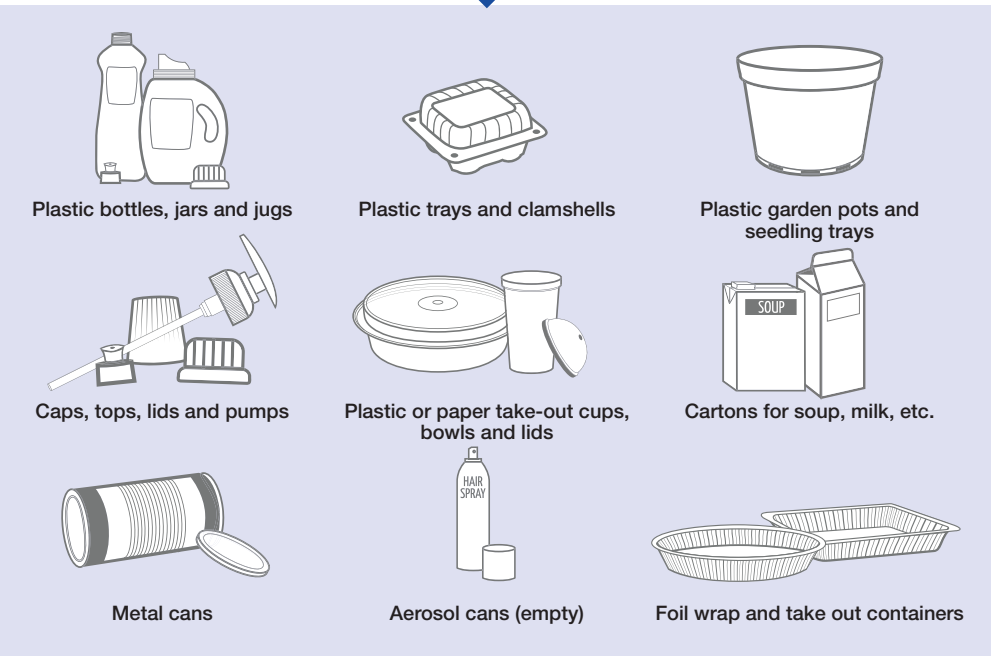 Plastic bottles, jars and jugs
Plastic trays and clamshells
Plastic garden pots and
seedling trays
SOUP
Caps, tops, lids and pumps
Plastic or paper take-out cups,
bowls and lids
Cartons for soup, milk, etc.
HAIR
SPRAY
Metal cans
Aerosol cans (empty)
Foil wrap and take out containers